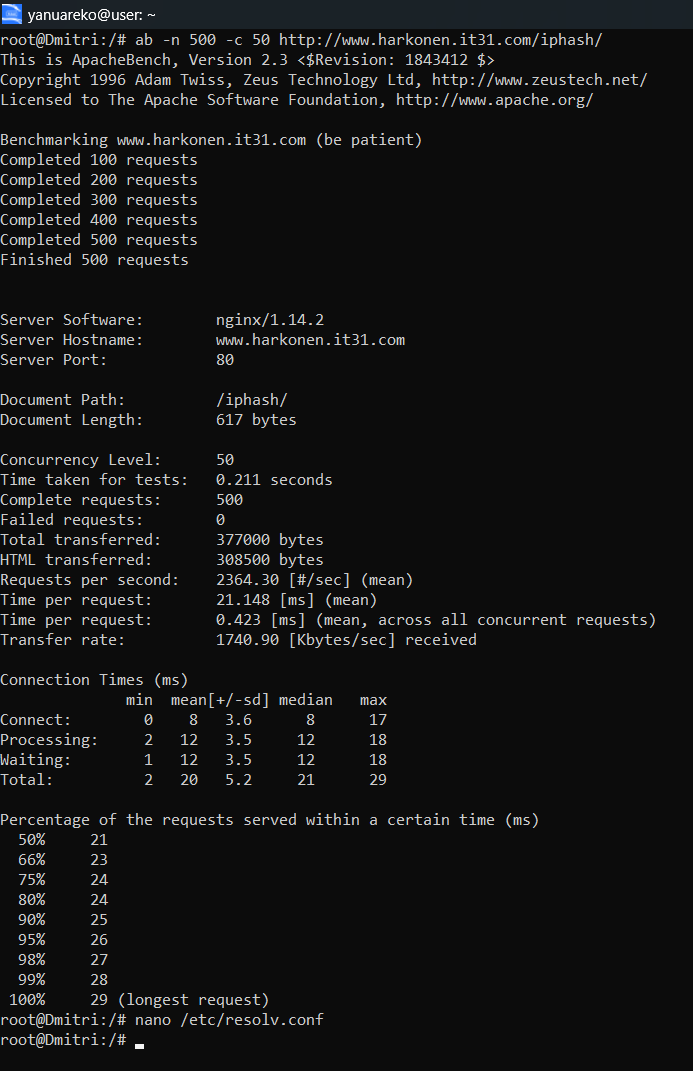 yanuareko@user: ~
root@Dmitri:/# ab -n 500 -c 50 http://www.harkonen.it31.com/iphash/
This is ApacheBench, Version 2.3 <$Revision: 1843412 $>
Copyright 1996 Adam Twiss, Zeus Technology Ltd, http://www.zeustech.net/
Licensed to The Apache Software Foundation, http://www.apache.org/

Benchmarking www.harkonen.it31.com (be patient)
Completed 100 requests
Completed 200 requests
Completed 300 requests
Completed 400 requests
Completed 500 requests
Finished 500 requests


Server Software:        nginx/1.14.2
Server Hostname:        www.harkonen.it31.com
Server Port:            80

Document Path:          /iphash/
Document Length:        617 bytes

Concurrency Level:      50
Time taken for tests:   0.211 seconds
Complete requests:      500
Failed requests:        0
Total transferred:      377000 bytes
HTML transferred:       308500 bytes
Requests per second:    2364.30 [#/sec] (mean)
Time per request:       21.148 [ms] (mean)
Time per request:       0.423 [ms] (mean, across all concurrent requests)
Transfer rate:          1740.90 [Kbytes/sec] received

Connection Times (ms)
              min  mean[+/-sd] median   max
Connect:        0    8   3.6      8      17
Processing:     2   12   3.5     12      18
Waiting:        1   12   3.5     12      18
Total:          2   20   5.2     21      29

Percentage of the requests served within a certain time (ms)
  50%     21
  66%     23
  75%     24
  80%     24
  90%     25
  95%     26
  98%     27
  99%     28
 100%     29 (longest request)
root@Dmitri:/# nano /etc/resolv.conf
root@Dmitri:/#